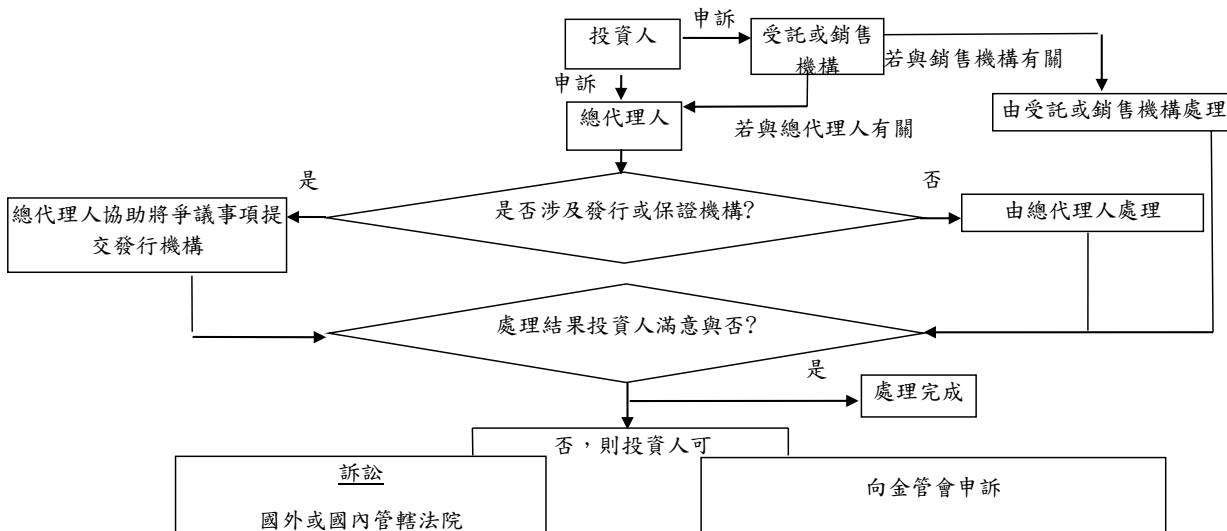 申訴
投資人
受託或銷售
機構
若與銷售機構有關
申訴
總代理人
若與總代理人有關
由受託或銷售機構處理
是
否
是否涉及發行或保證機構?
總代理人協助將爭議事項提
交發行機構
由總代理人處理
處理結果投資人滿意與否?
是
處理完成
否，則投資人可
訴訟
國外或國內管轄法院
向金管會申訴